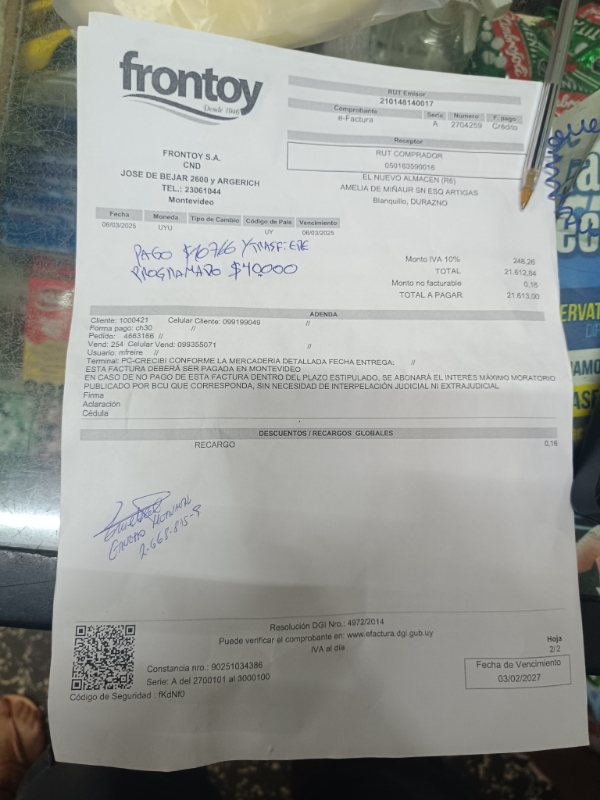 frontoy
Desde 1946
RUT Emisor
210148140017
Comprobante Serie Número F. pago
e-Factura A 2704259 Crédito
Receptor
RUT COMPRADOR
050163590016
EL NUEVO ALMACEN (R6)
AMELIA DE MIÑAUR SN ESQ ARTIGAS
Blanquillo, DURAZNO
FRONTOY S.A.
CND
JOSE DE BEJAR 2600 y ARGERICH
TEL.: 23061044
Montevideo
Fecha Moneda Tipo de Cambio Código de País Vencimiento
06/03/2025 UYU UY 06/03/2025
PAGO
PROGRAMADO $40000
Monto IVA 10% 248,26
TOTAL 21.612,84
Monto no facturable 0,16
TOTAL A PAGAR 21.613,00
ADENDA
Cliente: 1000421 Celular Cliente: 099199049 //
Forma pago: ch30 //
Pedido: 4663166 //
Vend: 254 Celular Vend: 099355071 //
Usuario: mfreire //
Terminal: PC-CRECIBI CONFORME LA MERCADERIA DETALLADA FECHA ENTREGA: //
ESTA FACTURA DEBERÁ SER PAGADA EN MONTEVIDEO
EN CASO DE NO PAGO DE ESTA FACTURA DENTRO DEL PLAZO ESTIPULADO, SE ABONARÁ EL INTERÉS MÁXIMO MORATORIO
PUBLICADO POR BCU QUE CORRESPONDA, SIN NECESIDAD DE INTERPELACIÓN JUDICIAL NI EXTRAJUDICIAL
Firma
Aclaración
Cédula
DESCUENTOS / RECARGOS GLOBALES
RECARGO 0,16
Resolución DGI Nro.: 4972/2014
Puede verificar el comprobante en: www.efactura.dgi.gub.uy
IVA al día
Hoja
2/2
Constancia nro.: 90251034386
Serie: A del 2700101 al 3000100
Código de Seguridad : fKdNf0
Fecha de Vencimiento
03/02/2027